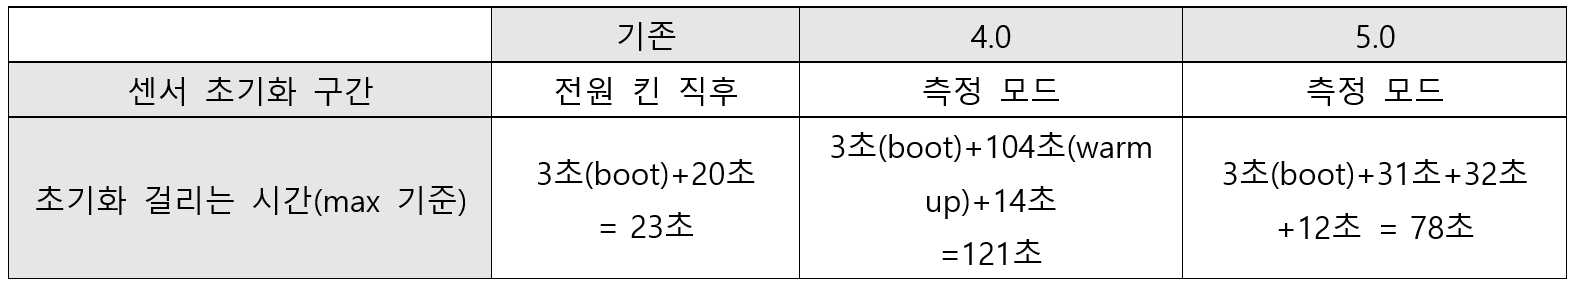 기존 4.0 5.0
센서 초기화 구간 전원 킨 직후 측정 모드 측정 모드
초기화 걸리는 시간(max 기준)
3초(boot)+20초
= 23초
3초(boot)+104초(warm
up)+14초
=121초
3초(boot)+31초+32초
+12초 = 78초